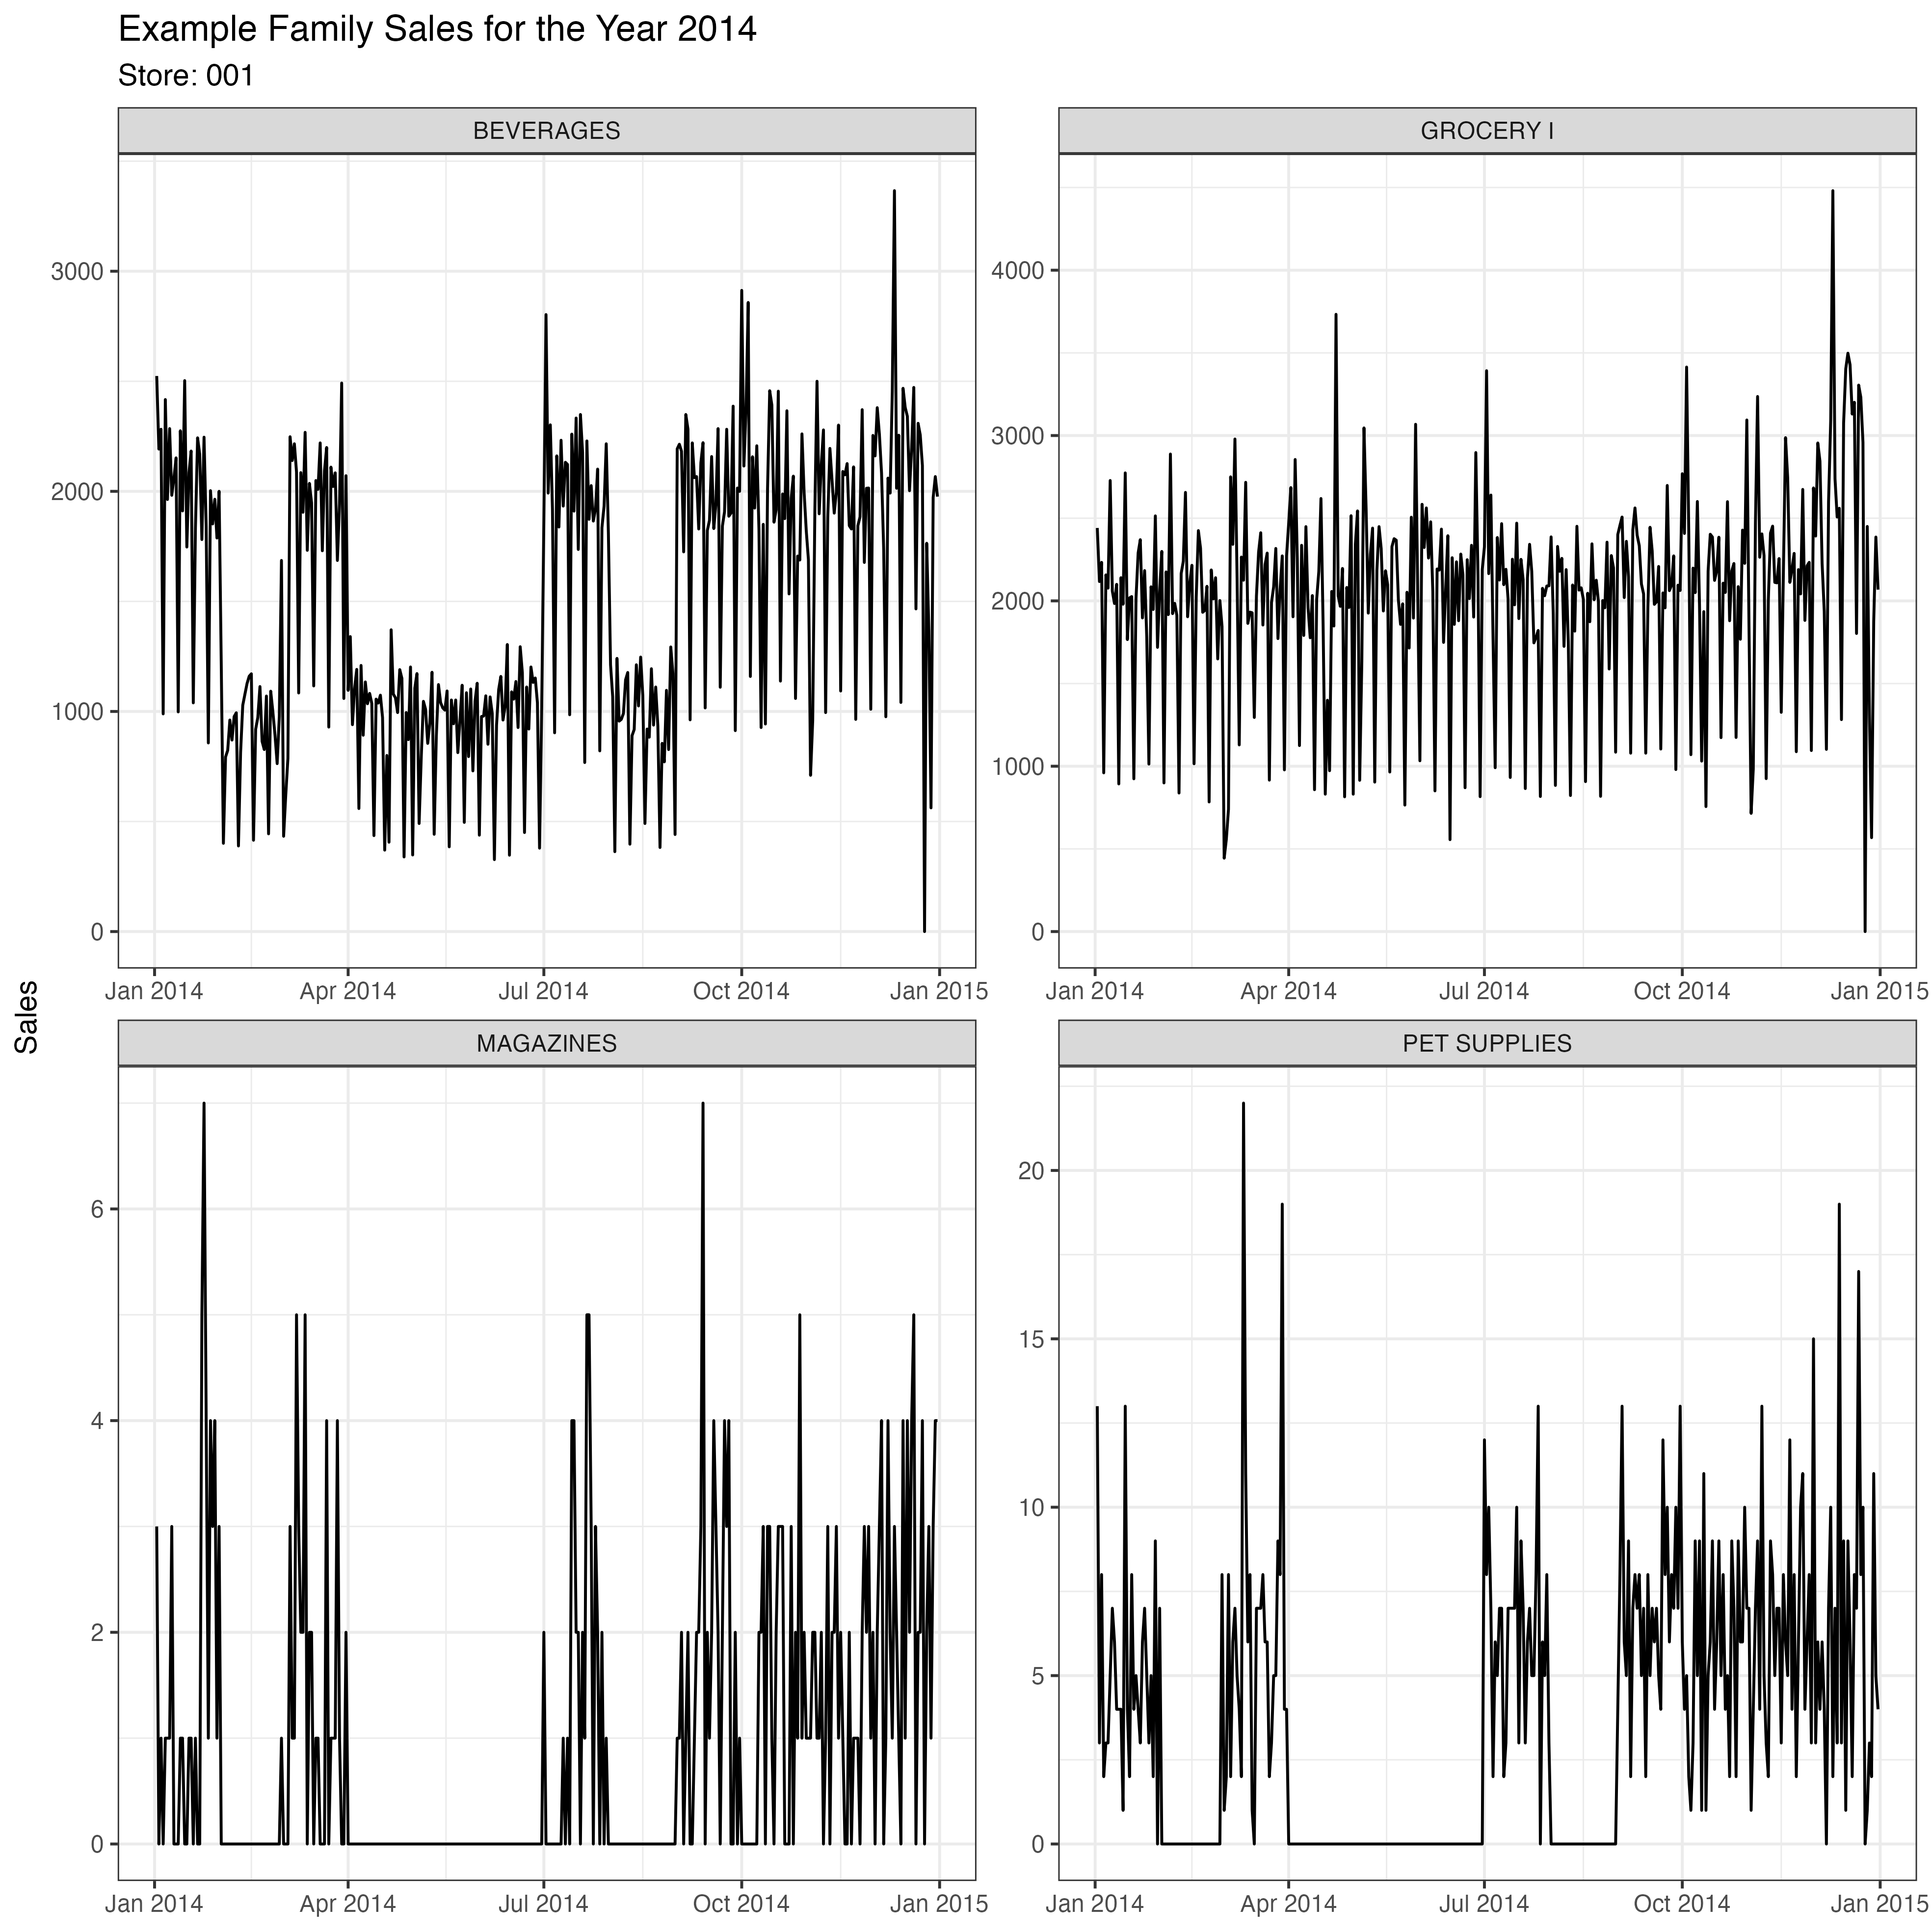 Example Family Sales for the Year 2014
Store: 001
BEVERAGES
3000
2000
1000
0
Jan 2014 Apr 2014 Jul 2014 Oct 2014 Jan 2015
GROCERY I
4000
3000
2000
1000
0
Jan 2014 Apr 2014 Jul 2014 Oct 2014 Jan 2015
Sales
MAGAZINES
6
4
2
0
Jan 2014 Apr 2014 Jul 2014 Oct 2014 Jan 2015
PET SUPPLIES
20
15
10
5
0
Jan 2014 Apr 2014 Jul 2014 Oct 2014 Jan 2015